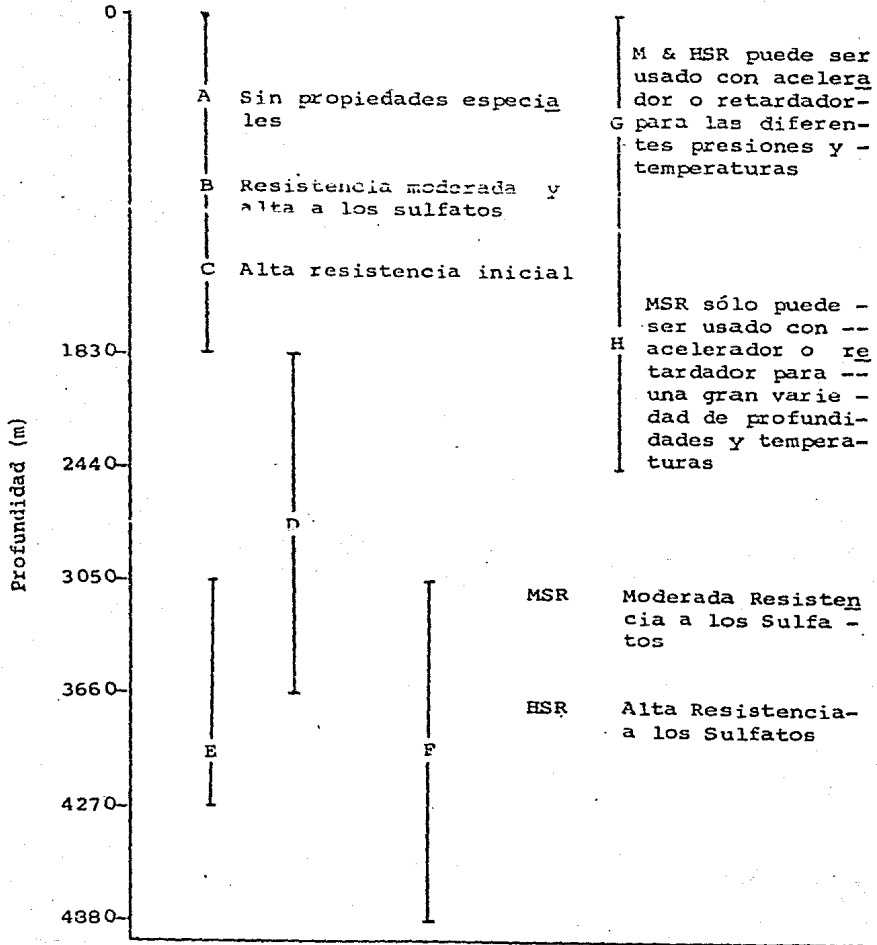 0
A Sin propiedades especia
les
B Resistencia moderada y
alta a los sulfatos
C Alta resistencia inicial
M & HSR puede ser
usado con acelera
dor o retardador-
G para las diferen-
tes presiones y -
temperaturas
1830
H
MSR sólo puede -
ser usado con --
acelerador o re
tardador para --
una gran varie -
dad de profundi-
dades y tempera-
turas
2440
Profundidad (m)
D
3050
MSR Moderada Resisten
cia a los Sulfa -
tos
3660
HSR Alta Resistencia-
a los Sulfatos
E
F
4270
4380